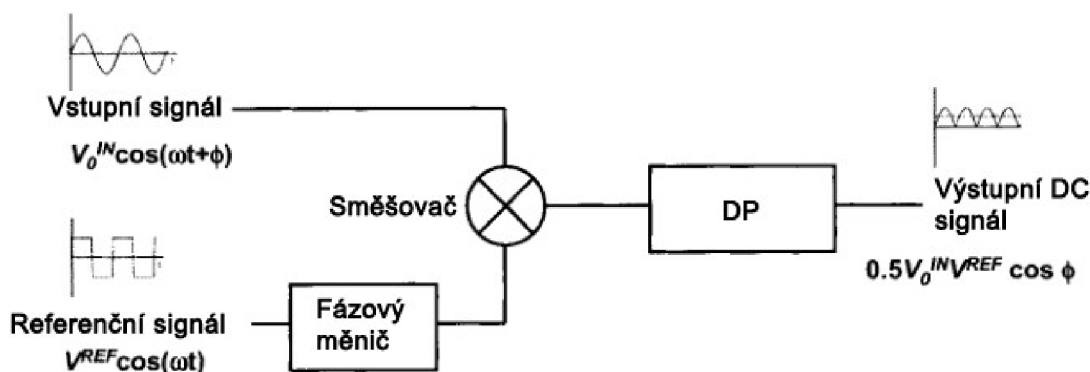 Vstupní signál
V₀ᴵᴺcos(ωt+ϕ)
Směšovač
DP
Výstupní DC
signál
0.5V₀ᴵᴺVᴿᴱᶠ cos ϕ
Referenční signál
Vᴿᴱᶠcos(ωt)
Fázový
měnič